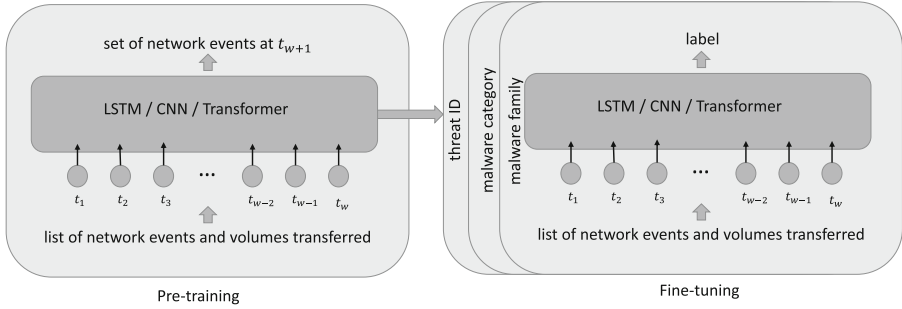 set of network events at t_{w+1}
LSTM / CNN / Transformer
...
t_1 t_2 t_3 t_{w-2} t_{w-1} t_w
list of network events and volumes transferred
Pre-training
threat ID
malware category
malware family
label
LSTM / CNN / Transformer
...
t_1 t_2 t_3 t_{w-2} t_{w-1} t_w
list of network events and volumes transferred
Fine-tuning